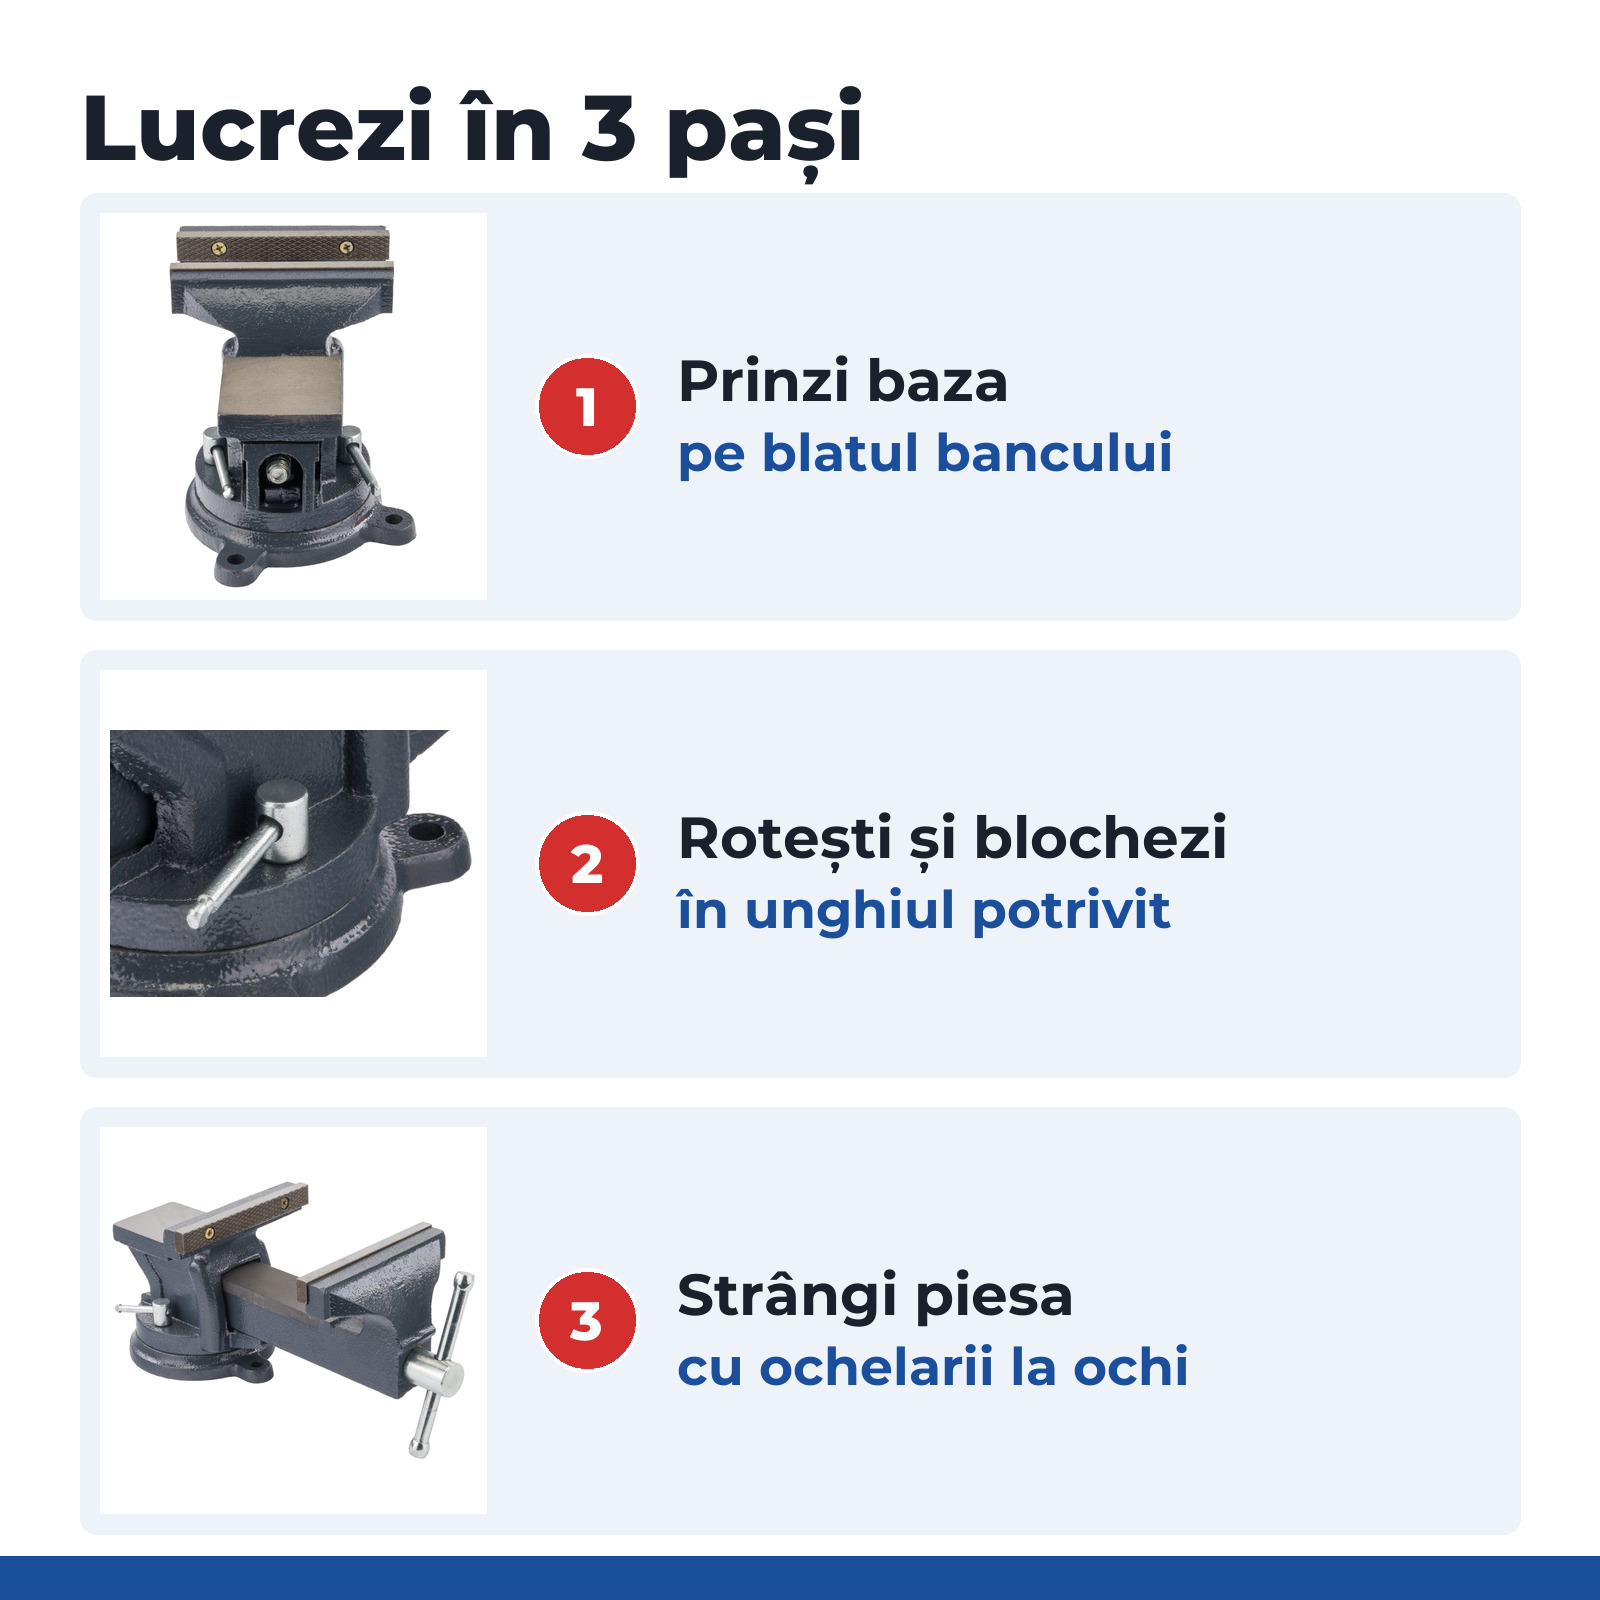 Lucrezi în 3 pași
1
Prinzi baza
pe blatul bancului
2
Rotești și blochezi
în unghiul potrivit
3
Strângi piesa
cu ochelarii la ochi